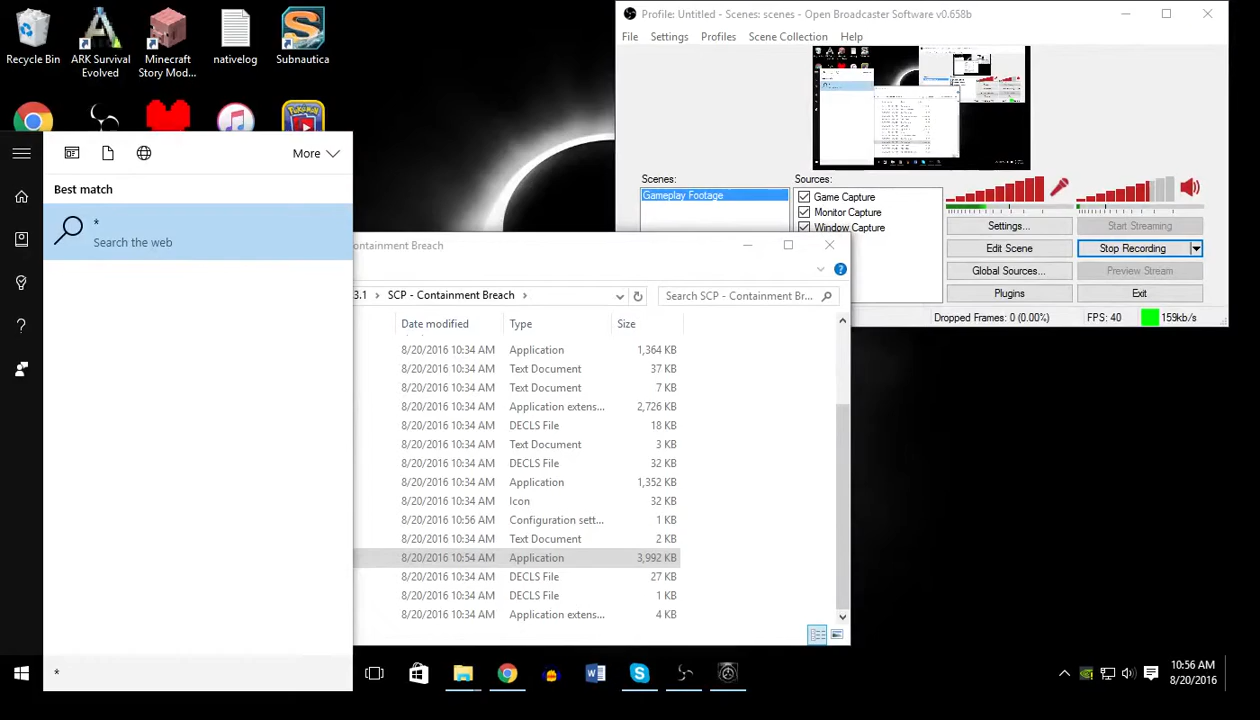 Recycle Bin
ARK Survival
Evolved
Minecraft
Story Mod...
nativelog
Subnautica
Profile: Untitled - Scenes: scenes - Open Broadcaster Software v0.658b
File Settings Profiles Scene Collection Help
Scenes:
Gameplay Footage
Sources:
Game Capture
Monitor Capture
Window Capture
Settings...
Start Streaming
Edit Scene
Stop Recording
Global Sources...
Preview Stream
Plugins
Exit
Dropped Frames: 0 (0.00%)
FPS: 40
159kb/s
More
Best match
*
Search the web
*
ontainment Breach
3.1 › SCP - Containment Breach ›
Search SCP - Containment Br...
Date modified Type Size
8/20/2016 10:34 AM Application 1,364 KB
8/20/2016 10:34 AM Text Document 37 KB
8/20/2016 10:34 AM Text Document 7 KB
8/20/2016 10:34 AM Application extens... 2,726 KB
8/20/2016 10:34 AM DECLS File 18 KB
8/20/2016 10:34 AM Text Document 3 KB
8/20/2016 10:34 AM DECLS File 32 KB
8/20/2016 10:34 AM Application 1,352 KB
8/20/2016 10:34 AM Icon 32 KB
8/20/2016 10:56 AM Configuration sett... 1 KB
8/20/2016 10:34 AM Text Document 2 KB
8/20/2016 10:54 AM Application 3,992 KB
8/20/2016 10:34 AM DECLS File 27 KB
8/20/2016 10:34 AM DECLS File 1 KB
8/20/2016 10:34 AM Application extens... 4 KB
10:56 AM
8/20/2016